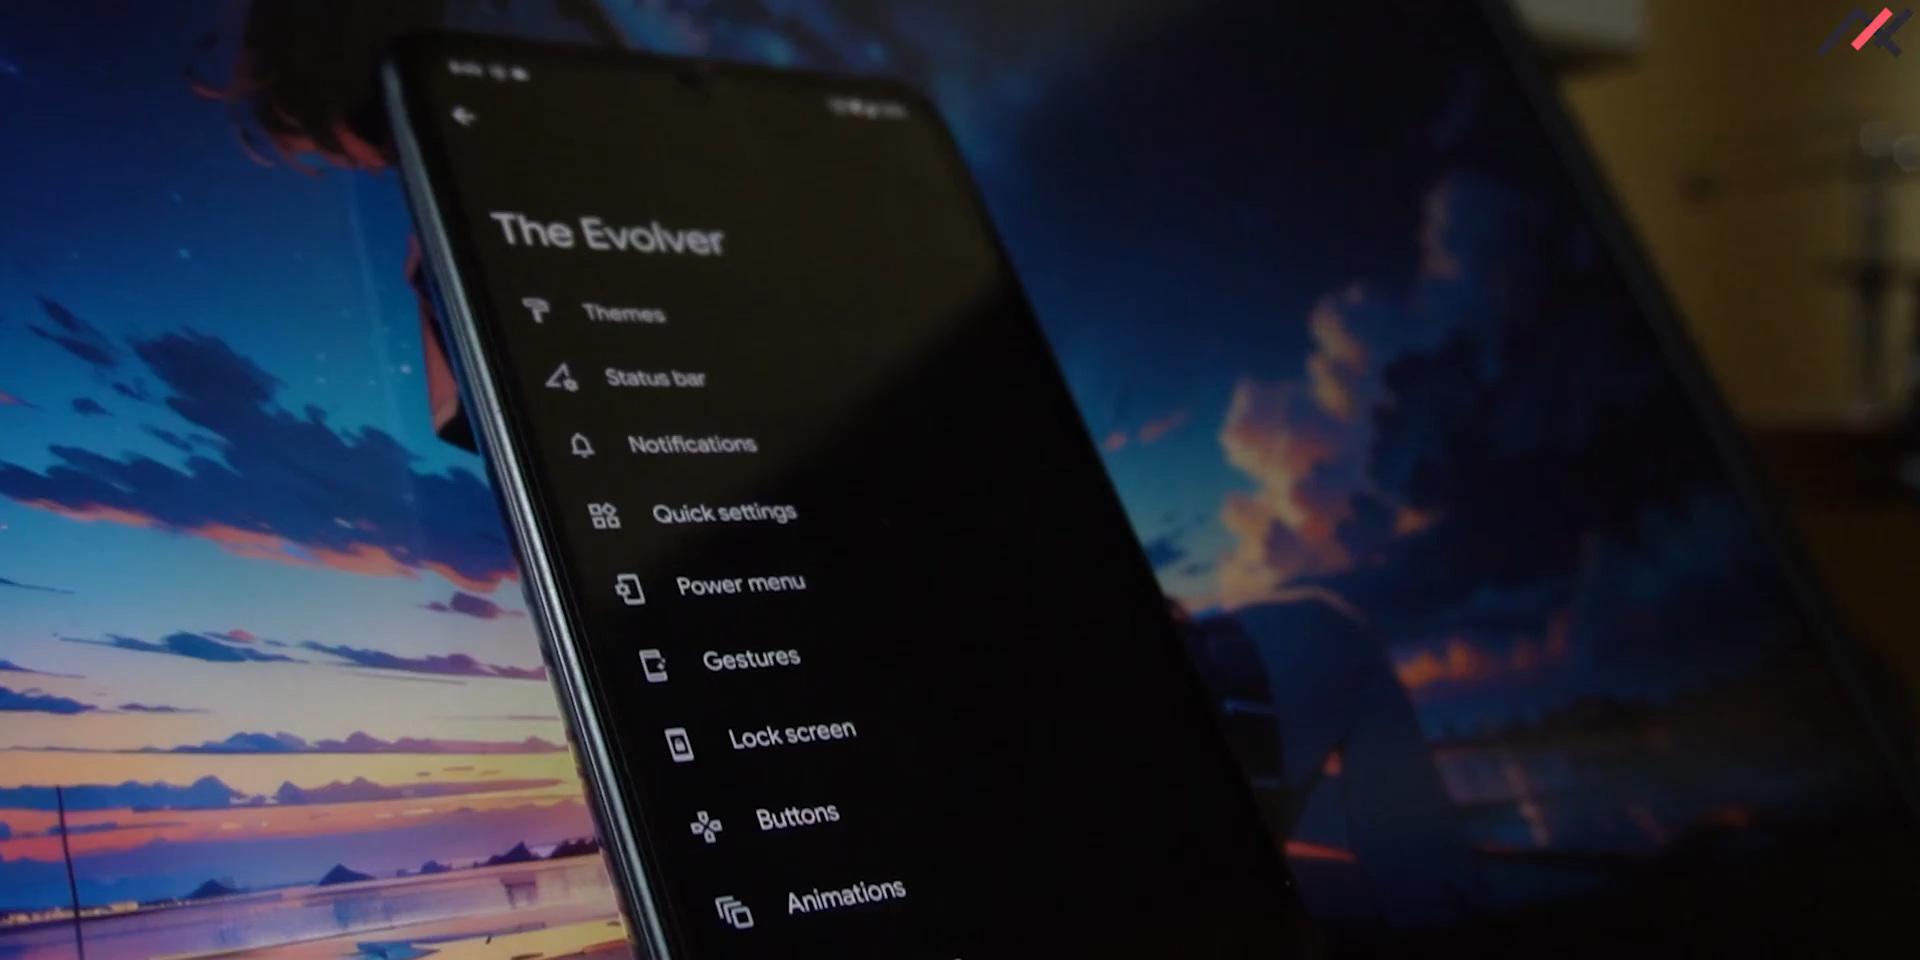 The Evolver
Themes
Status bar
Notifications
Quick settings
Power menu
Gestures
Lock screen
Buttons
Animations